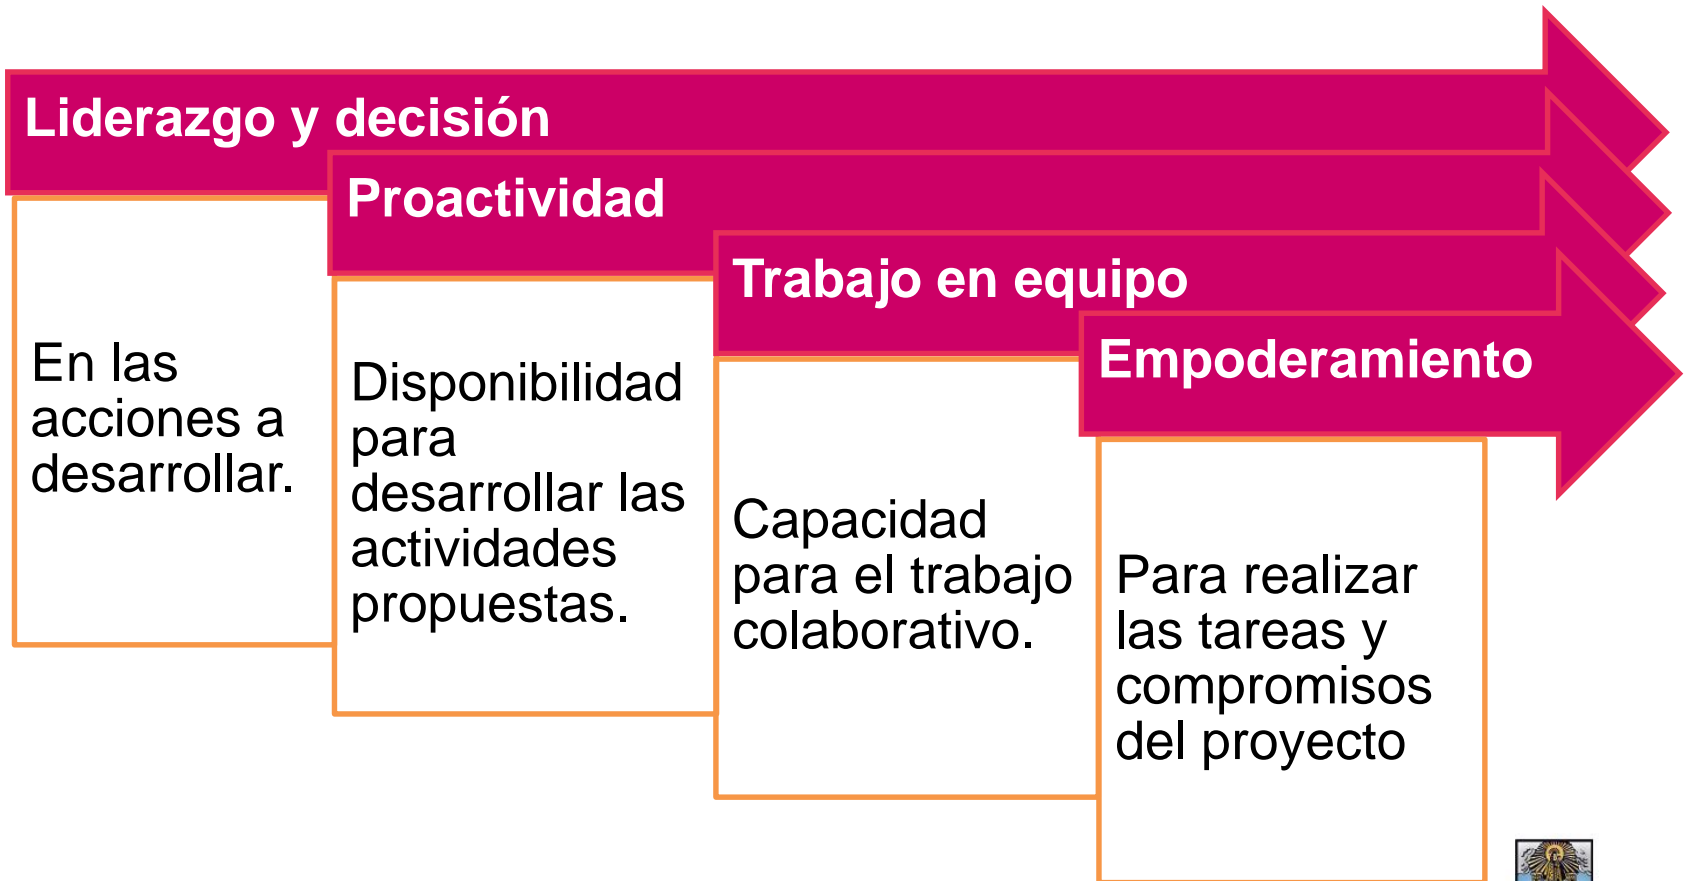 Liderazgo y decisión
En las
acciones a
desarrollar.
Proactividad
Disponibilidad
para
desarrollar las
actividades
propuestas.
Trabajo en equipo
Capacidad
para el trabajo
colaborativo.
Empoderamiento
Para realizar
las tareas y
compromisos
del proyecto